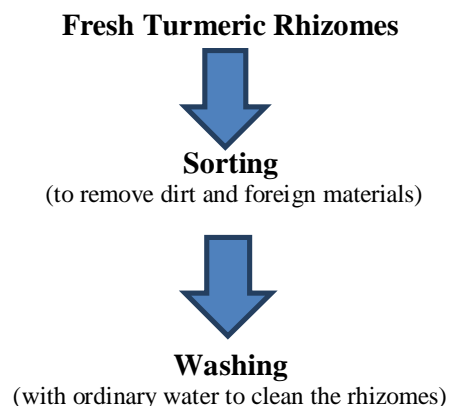 Fresh Turmeric Rhizomes
Sorting
(to remove dirt and foreign materials)
Washing
(with ordinary water to clean the rhizomes)